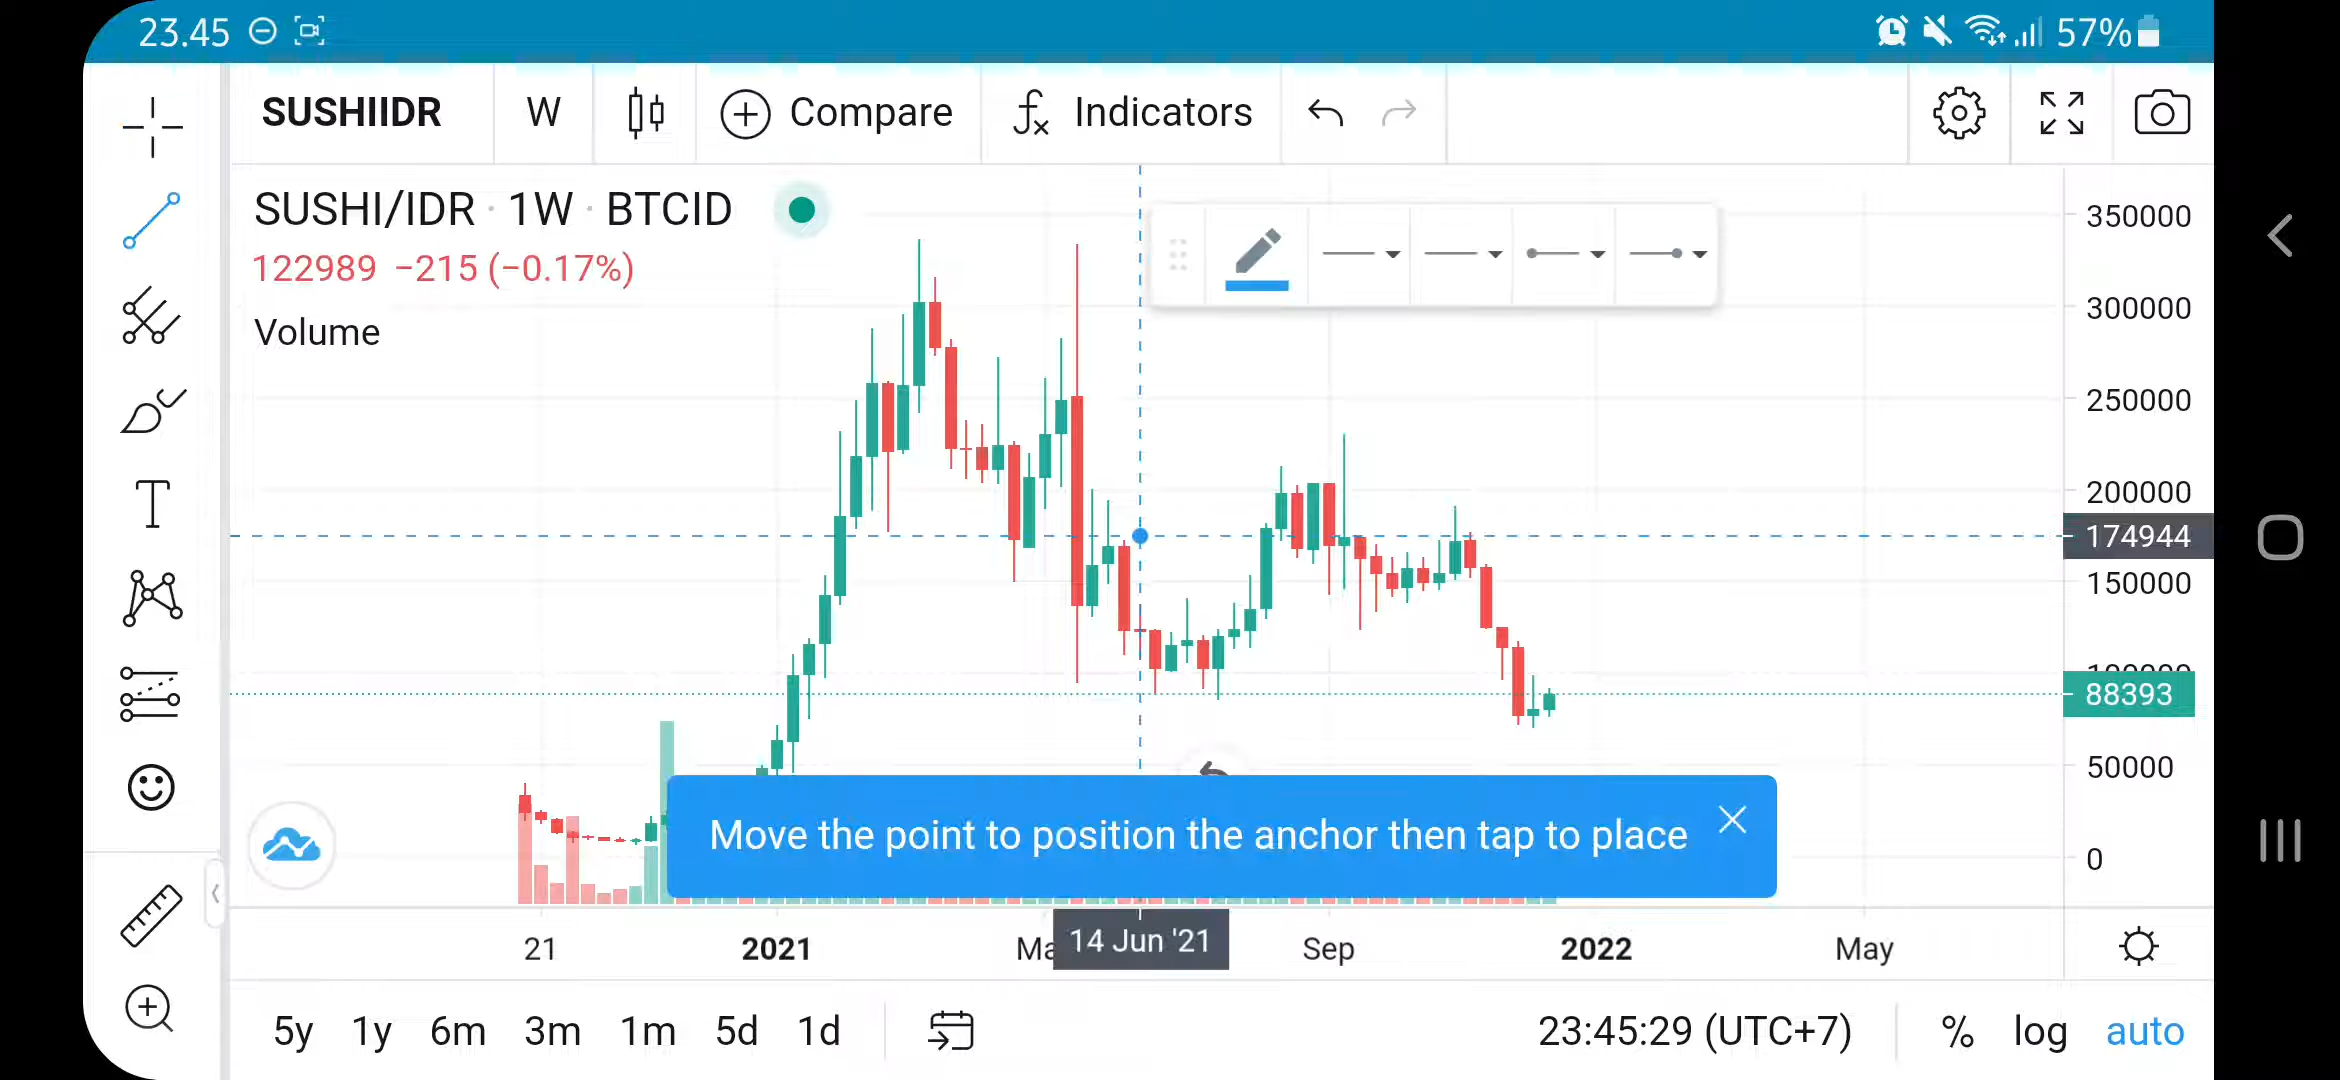 23.45
57%
SUSHIIDR W Compare fx Indicators
SUSHI/IDR · 1W · BTCID
122989 −215 (−0.17%)
Volume
350000
300000
250000
200000
174944
150000
88393
50000
0
Move the point to position the anchor then tap to place
21 2021 14 Jun '21 Sep 2022 May
5y 1y 6m 3m 1m 5d 1d 23:45:29 (UTC+7) % log auto